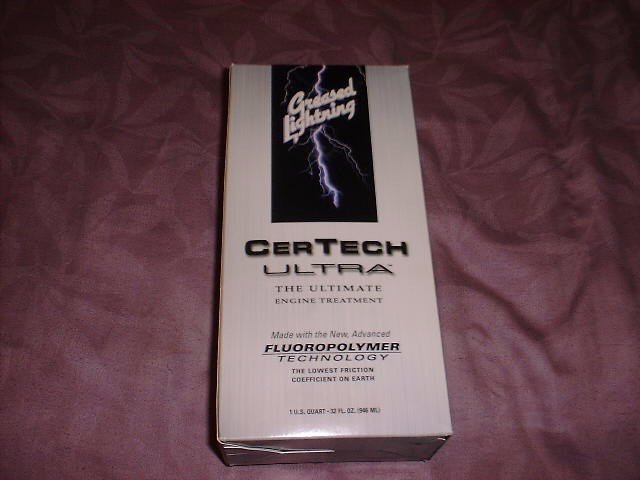 Greased
Lightning
CERTECH
ULTRA™
THE ULTIMATE
ENGINE TREATMENT
Made with the New, Advanced
FLUOROPOLYMER
TECHNOLOGY
THE LOWEST FRICTION
COEFFICIENT ON EARTH
1 U.S. QUART • 32 FL. OZ. (946 ML)